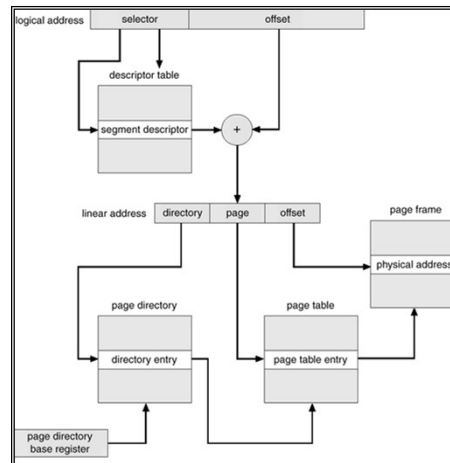 logical address selector offset
descriptor table
segment descriptor +
linear address directory page offset
page frame
physical address
page directory page table
directory entry page table entry
page directory
base register